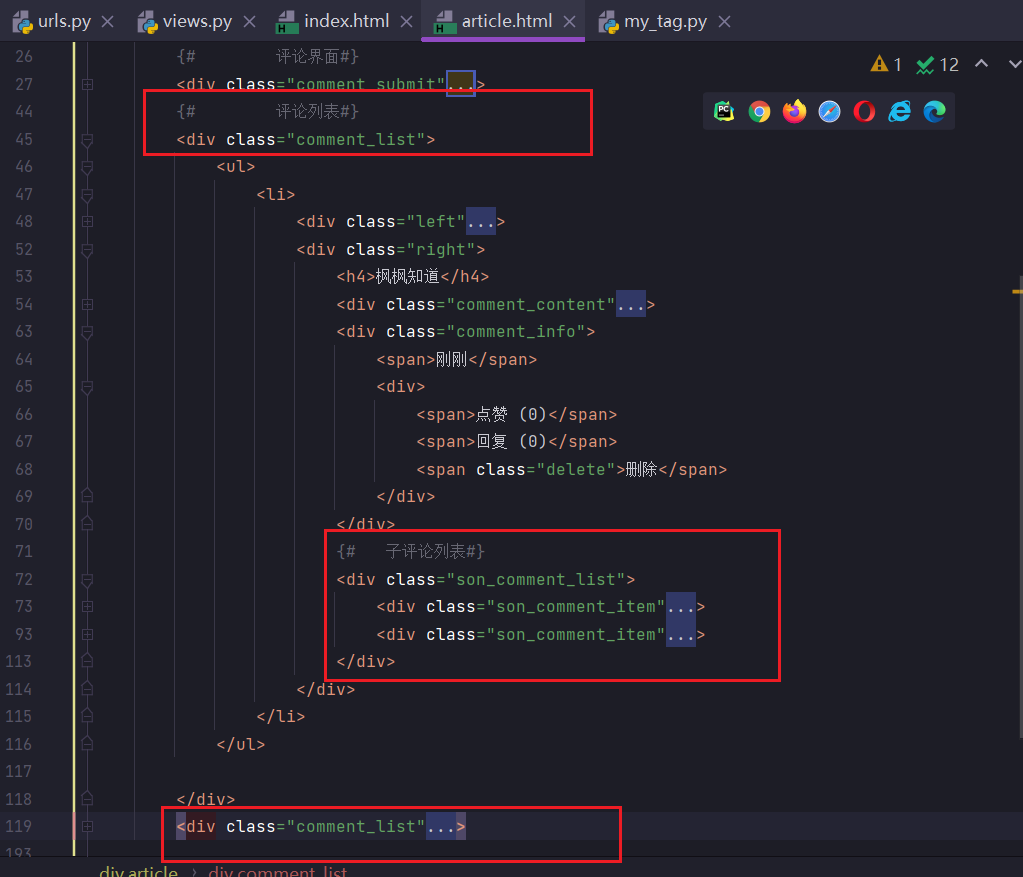 urls.py views.py index.html article.html my_tag.py
26 {# 评论界面#}
1 12
27 <div class="comment_submit"...>
44 {# 评论列表#}
45 <div class="comment_list">
46 <ul>
47 <li>
48 <div class="left"...>
52 <div class="right">
53 <h4>枫枫知道</h4>
54 <div class="comment_content"...>
63 <div class="comment_info">
64 <span>刚刚</span>
65 <div>
66 <span>点赞 (0)</span>
67 <span>回复 (0)</span>
68 <span class="delete">删除</span>
69 </div>
70 </div>
71 {# 子评论列表#}
72 <div class="son_comment_list">
73 <div class="son_comment_item"...>
93 <div class="son_comment_item"...>
113 </div>
114 </div>
115 </li>
116 </ul>
117
118 </div>
119 <div class="comment_list"...>
193
div.article › div.comment_list